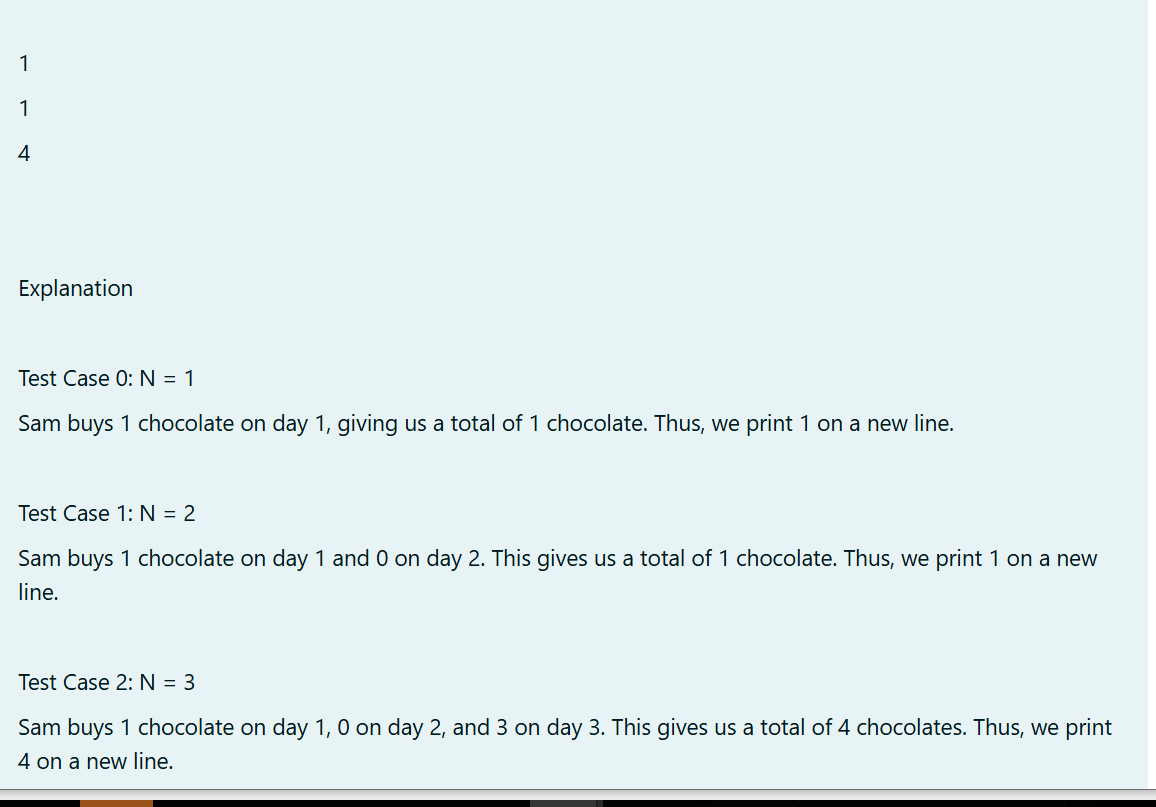 1
1
4
Explanation
Test Case 0: N = 1
Sam buys 1 chocolate on day 1, giving us a total of 1 chocolate. Thus, we print 1 on a new line.
Test Case 1: N = 2
Sam buys 1 chocolate on day 1 and 0 on day 2. This gives us a total of 1 chocolate. Thus, we print 1 on a new
line.
Test Case 2: N = 3
Sam buys 1 chocolate on day 1, 0 on day 2, and 3 on day 3. This gives us a total of 4 chocolates. Thus, we print
4 on a new line.